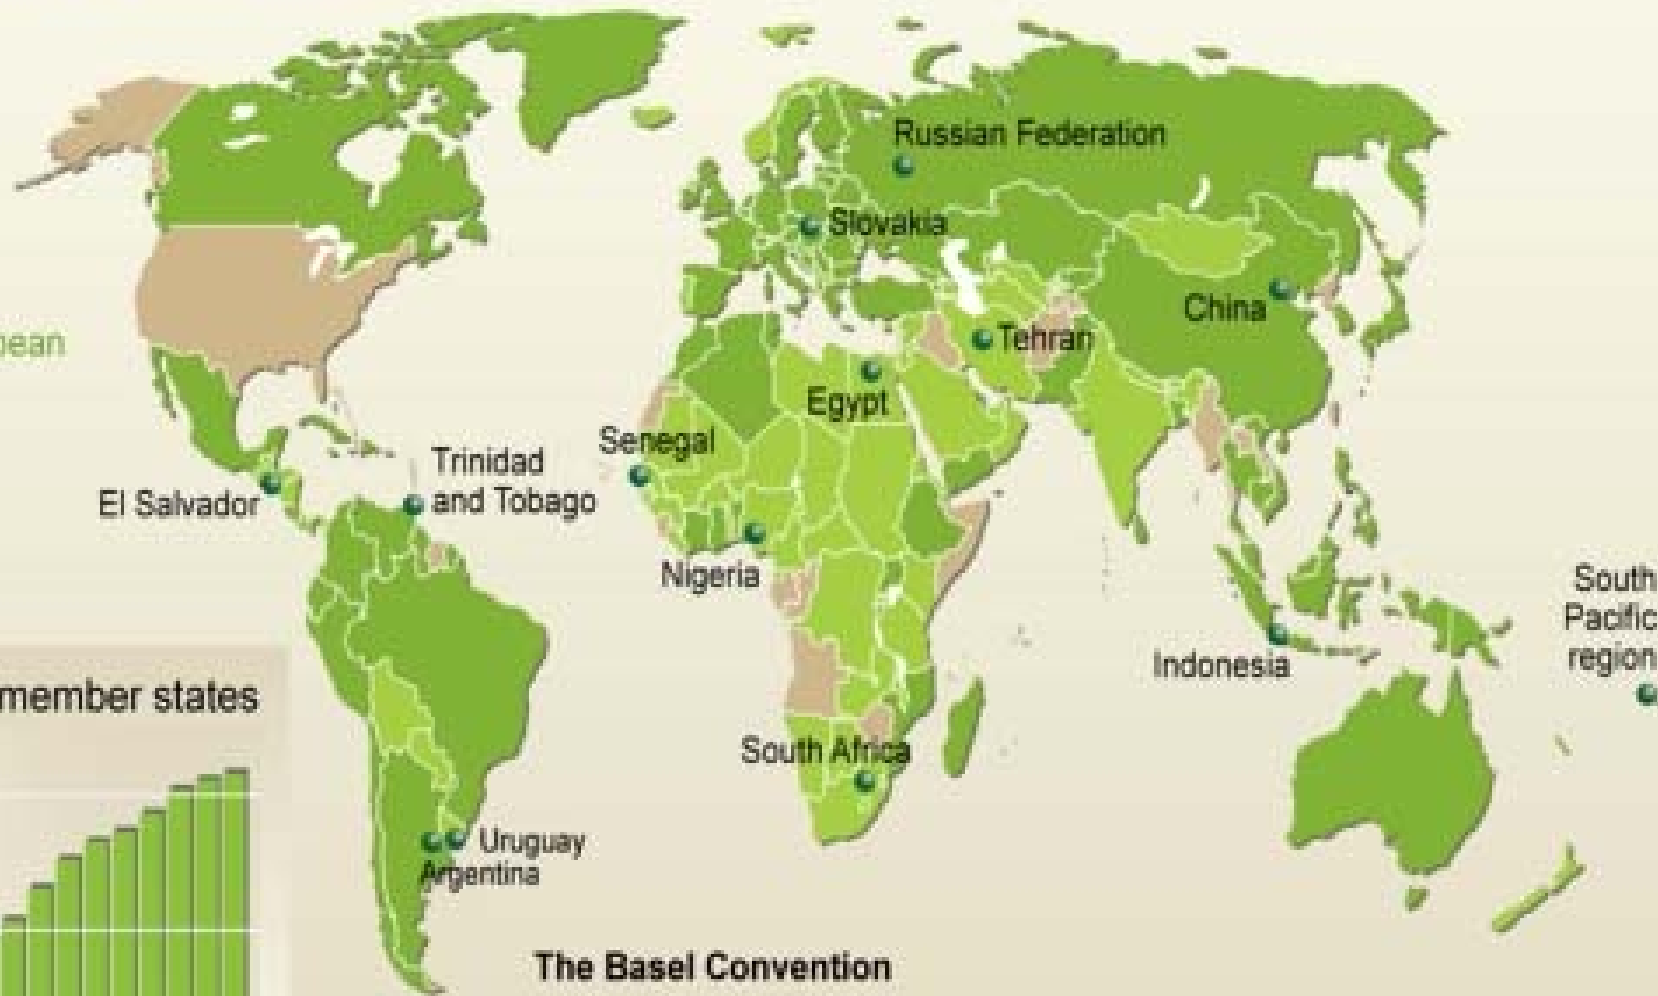 Russian Federation
Slovakia
China
pean
Tehran
Egypt
Senegal
Trinidad
and Tobago
El Salvador
Nigeria
South
Pacific
region
Indonesia
member states
South Africa
Uruguay
Argentina
The Basel Convention